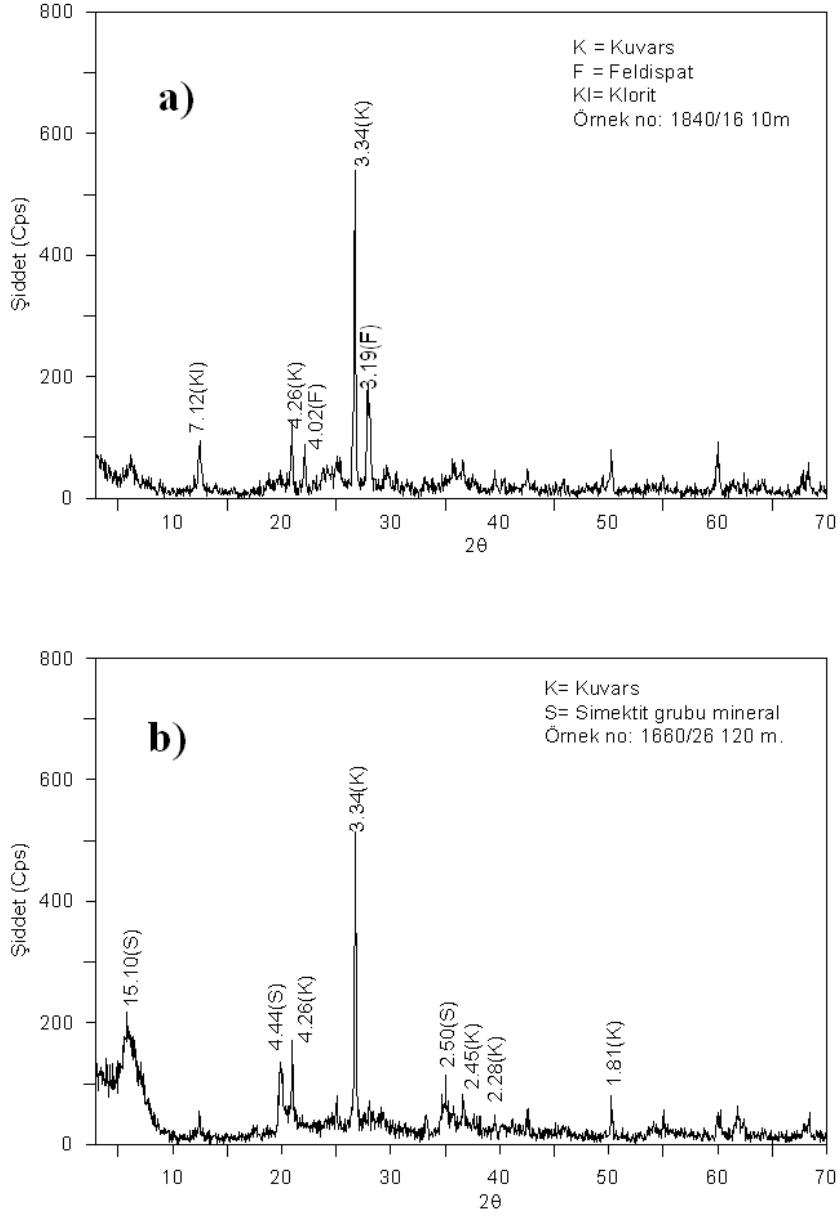 800
600
400
200
0
Şiddet (Cps)
a)
K = Kuvars
F = Feldispat
Kl= Klorit
Örnek no: 1840/16 10m
7.12(Kl)
4.26(K)
4.02(F)
3.34(K)
3.19(F)
10 20 30 40 50 60 70
2θ
800
600
400
200
0
Şiddet (Cps)
b)
K= Kuvars
S= Simektit grubu mineral
Örnek no: 1660/26 120 m.
15.10(S)
4.44(S)
4.26(K)
3.34(K)
2.50(S)
2.45(K)
2.28(K)
1.81(K)
10 20 30 40 50 60 70
2θ